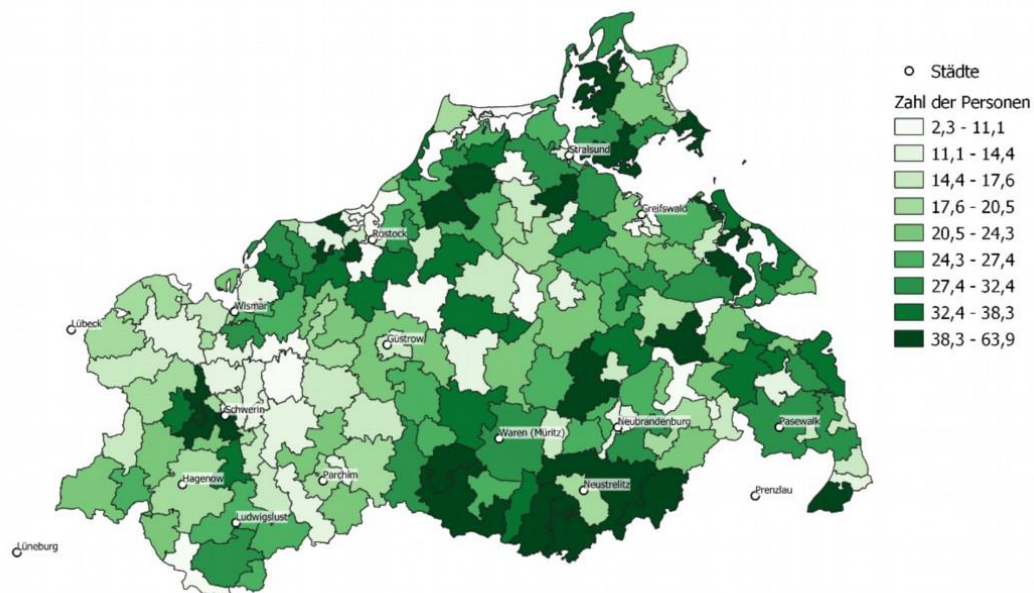 Städte
Zahl der Personen
2,3 - 11,1
11,1 - 14,4
14,4 - 17,6
17,6 - 20,5
20,5 - 24,3
24,3 - 27,4
27,4 - 32,4
32,4 - 38,3
38,3 - 63,9
Stralsund
Greifswald
Rostock
Wismar
Lübeck
Güstrow
Schwerin
Waren (Müritz)
Neubrandenburg
Pasewalk
Hagenow
Parchim
Neustrelitz
Prenzlau
Ludwigslust
Lüneburg